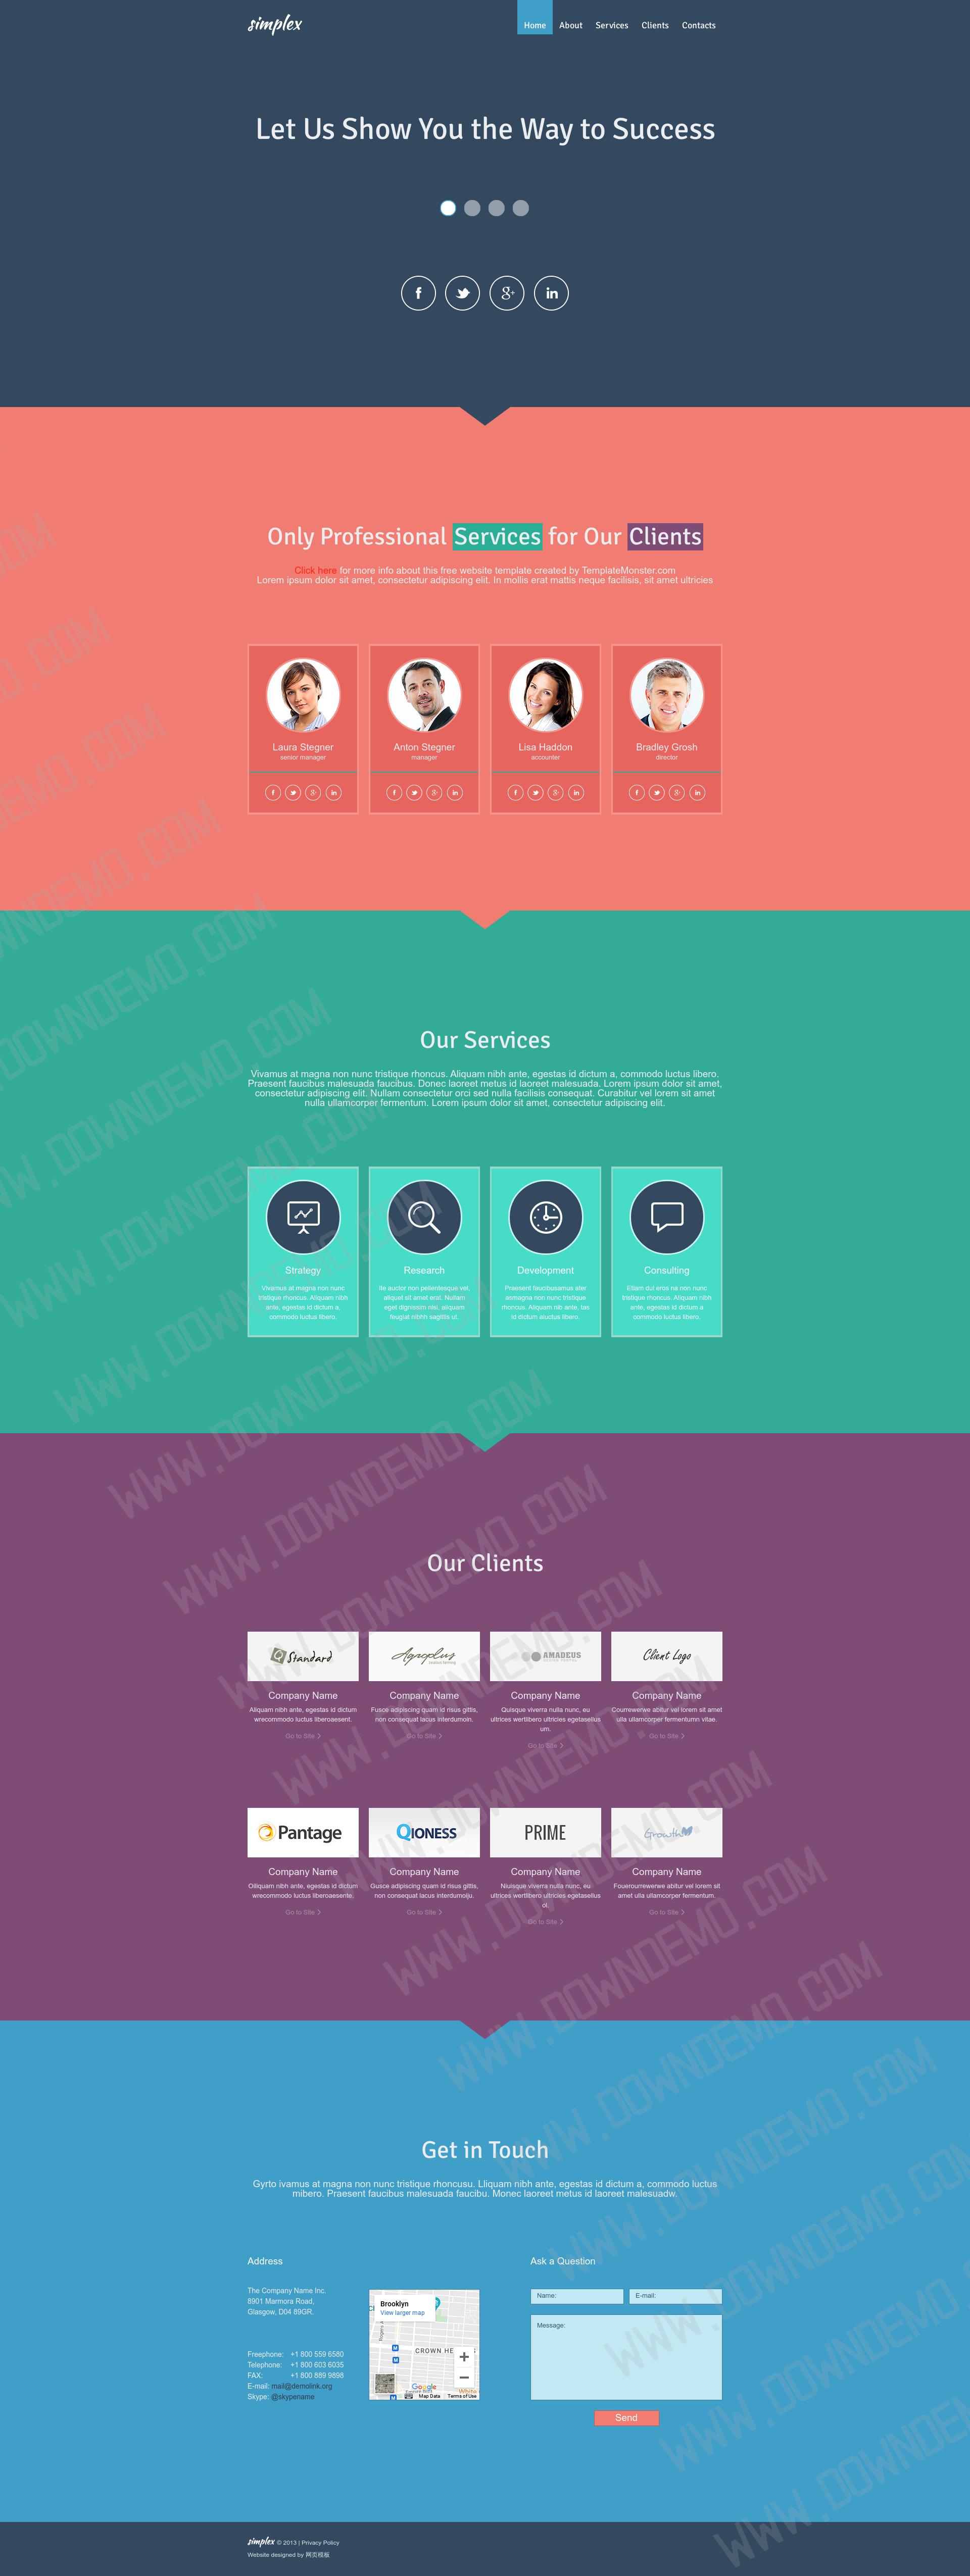 simplex
Home About Services Clients Contacts
Let Us Show You the Way to Success
Only Professional Services for Our Clients
Click here for more info about this free website template created by TemplateMonster.com
Lorem ipsum dolor sit amet, consectetur adipiscing elit. In mollis erat mattis neque facilisis, sit amet ultricies
Laura Stegner
senior manager
Anton Stegner
manager
Lisa Haddon
accounter
Bradley Grosh
director
Our Services
Vivamus at magna non nunc tristique rhoncus. Aliquam nibh ante, egestas id dictum a, commodo luctus libero.
Praesent faucibus malesuada faucibus. Donec laoreet metus id laoreet malesuada. Lorem ipsum dolor sit amet,
consectetur adipiscing elit. Nullam consectetur orci sed nulla facilisis consequat. Curabitur vel lorem sit amet
nulla ullamcorper fermentum. Lorem ipsum dolor sit amet, consectetur adipiscing elit.
Strategy
Vivamus at magna non nunc
tristique rhoncus. Aliquam nibh
ante, egestas id dictum a,
commodo luctus libero.
Research
Ite auctor non pellentesque vel,
aliquet sit amet erat. Nullam
eget dignissim nisi, aliquam
feugiat nibhh sagittis ut.
Development
Praesent faucibusamus ater
asmagna non nunc tristique
rhoncus. Aliquam nib ante, tas
id dictum aluctus libero.
Consulting
Etiam dui eros na non nunc
tristique rhoncus. Aliquam nibh
ante, egestas id dictum a
commodo luctus libero.
Our Clients
Standard
Company Name
Aliquam nibh ante, egestas id dictum
wrecommodo luctus liberoaesent.
Go to Site
Agroplus
Company Name
Fusce adipiscing quam id risus gittis,
non consequat lacus interdumoin.
Go to Site
AMADEUS
Company Name
Quisque viverra nulla nunc, eu
ultrices wertlibero ultricies egetasellus
um.
Go to Site
Client Logo
Company Name
Courrewerwe abitur vel lorem sit amet
ulla ullamcorper fermentumn vitae.
Go to Site
Pantage
Company Name
Oiliquam nibh ante, egestas id dictum
wrecommodo luctus liberoaesente.
Go to Site
QIONESS
Company Name
Gusce adipiscing quam id risus gittis,
non consequat lacus interdumoiju.
Go to Site
PRIME
Company Name
Niuisque viverra nulla nunc, eu
ultrices wertlibero ultricies egetasellus
oi.
Go to Site
Growth
Company Name
Fouerourrewenwe abitur vel lorem sit
amet ulla ullamcorper fermentum.
Go to Site
Get in Touch
Gyrto ivamus at magna non nunc tristique rhoncusu. Lliquam nibh ante, egestas id dictum a, commodo luctus
mibero. Praesent faucibus malesuada faucibu. Monec laoreet metus id laoreet malesuadw.
Address
The Company Name Inc.
8901 Marmora Road,
Glasgow, D04 89GR.
Freephone: +1 800 559 6580
Telephone: +1 800 603 6035
FAX: +1 800 889 9898
E-mail: mail@demolink.org
Skype: @skypename
Brooklyn
View larger map
CROWN HE
Google
Map Data Terms of Use
Ask a Question
Name: E-mail:
Message:
Send
simplex © 2013 | Privacy Policy
Website designed by 网页模板
WWW.DOWNDEMO.COM